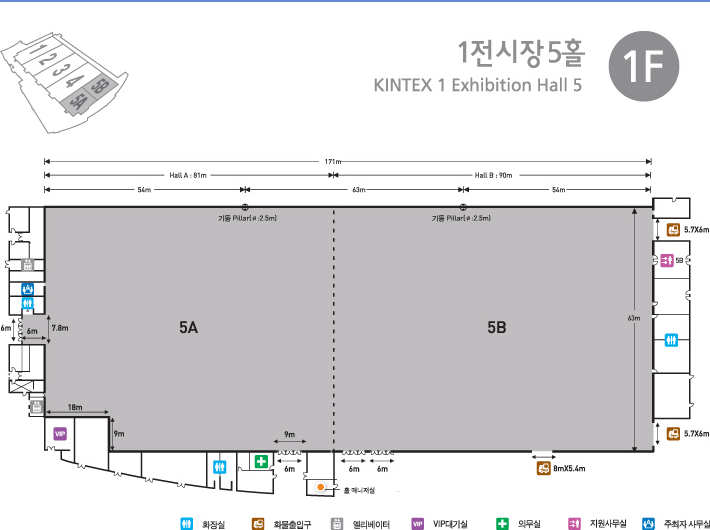 1전시장 5홀
KINTEX 1 Exhibition Hall 5
1F
1
2
3
4
5A
5B
171m
Hall A : 81m
Hall B : 90m
54m
63m
54m
기둥 Pillar(ø :2.5m)
기둥 Pillar(ø :2.5m)
5.7X6m
5B
6m
6m
7.8m
5A
5B
63m
18m
9m
VIP
9m
6m
6m
6m
8mX5.4m
5.7X6m
홀 매니저실
화장실
화물출입구
엘리베이터
VIP
VIP대기실
의무실
지원사무실
주최자 사무실